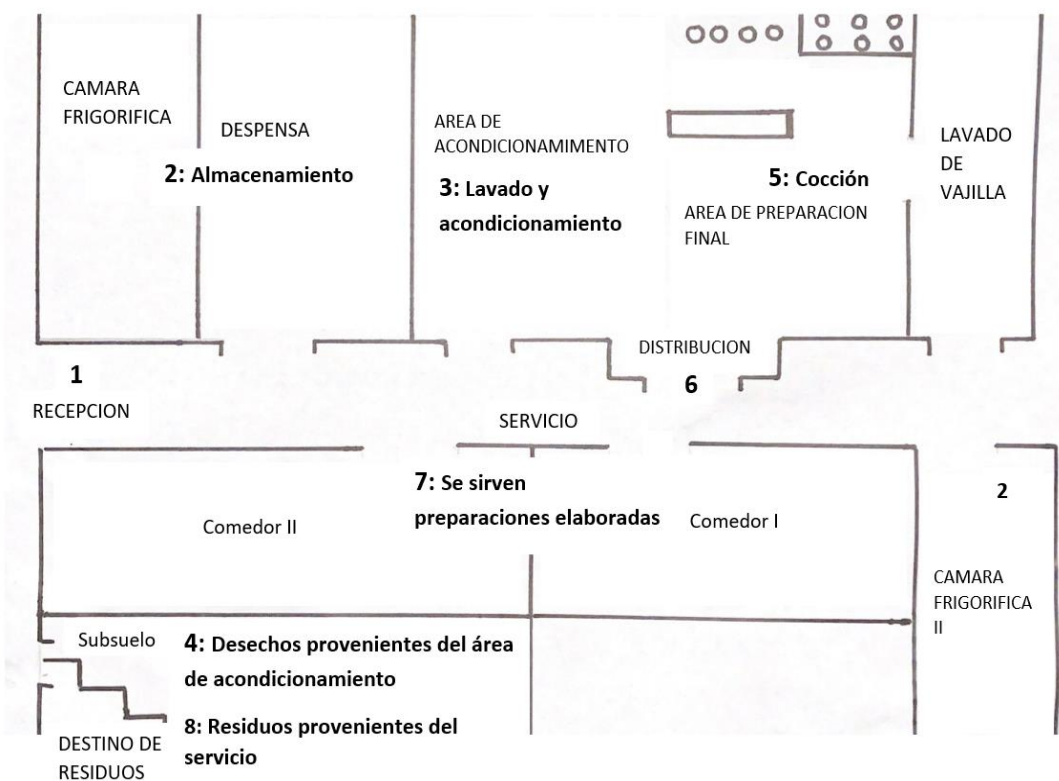 CAMARA
FRIGORIFICA
DESPENSA
2: Almacenamiento
AREA DE
ACONDICIONAMIMENTO
3: Lavado y
acondicionamiento
5: Cocción
AREA DE PREPARACION
FINAL
LAVADO
DE
VAJILLA
1
RECEPCION
DISTRIBUCION
6
SERVICIO
7: Se sirven
preparaciones elaboradas
Comedor II
Comedor I
2
CAMARA
FRIGORIFICA
II
Subsuelo
4: Desechos provenientes del área
de acondicionamiento
8: Residuos provenientes del
servicio
DESTINO DE
RESIDUOS